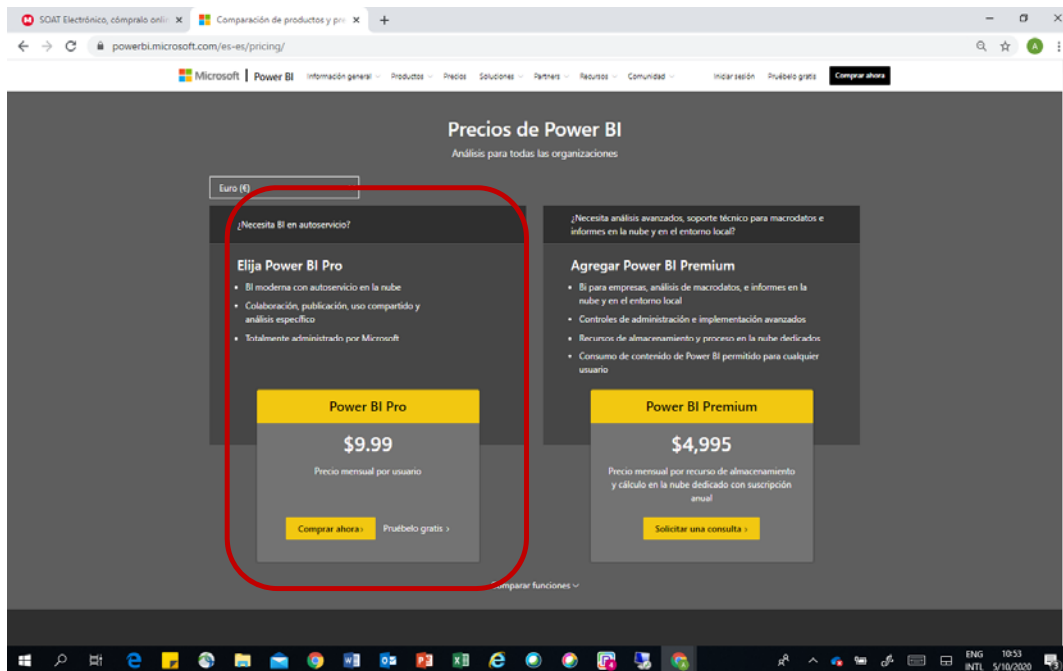 SOAT Electrónico, cómpralo onli
Comparación de productos y pre
powerbi.microsoft.com/es-es/pricing/
A
Microsoft | Power BI Información general Productos Precios Soluciones Partners Recursos Comunidad Iniciar sesión Pruébelo gratis Comprar ahora
Precios de Power BI
Análisis para todas las organizaciones
Euro (€)
¿Necesita BI en autoservicio?
Elija Power BI Pro
• BI moderna con autoservicio en la nube
• Colaboración, publicación, uso compartido y
análisis específico
• Totalmente administrado por Microsoft
Power BI Pro
$9.99
Precio mensual por usuario
Comprar ahora› Pruébelo gratis ›
¿Necesita análisis avanzados, soporte técnico para macrodatos e
informes en la nube y en el entorno local?
Agregar Power BI Premium
• Bi para empresas, análisis de macrodatos, e informes en la
nube y en el entorno local
• Controles de administración e implementación avanzados
• Recursos de almacenamiento y proceso en la nube dedicados
• Consumo de contenido de Power BI permitido para cualquier
usuario
Power BI Premium
$4,995
Precio mensual por recurso de almacenamiento
y cálculo en la nube dedicado con suscripción
anual
Solicitar una consulta ›
Comparar funciones
ENG 10:53
INTL 5/10/2020